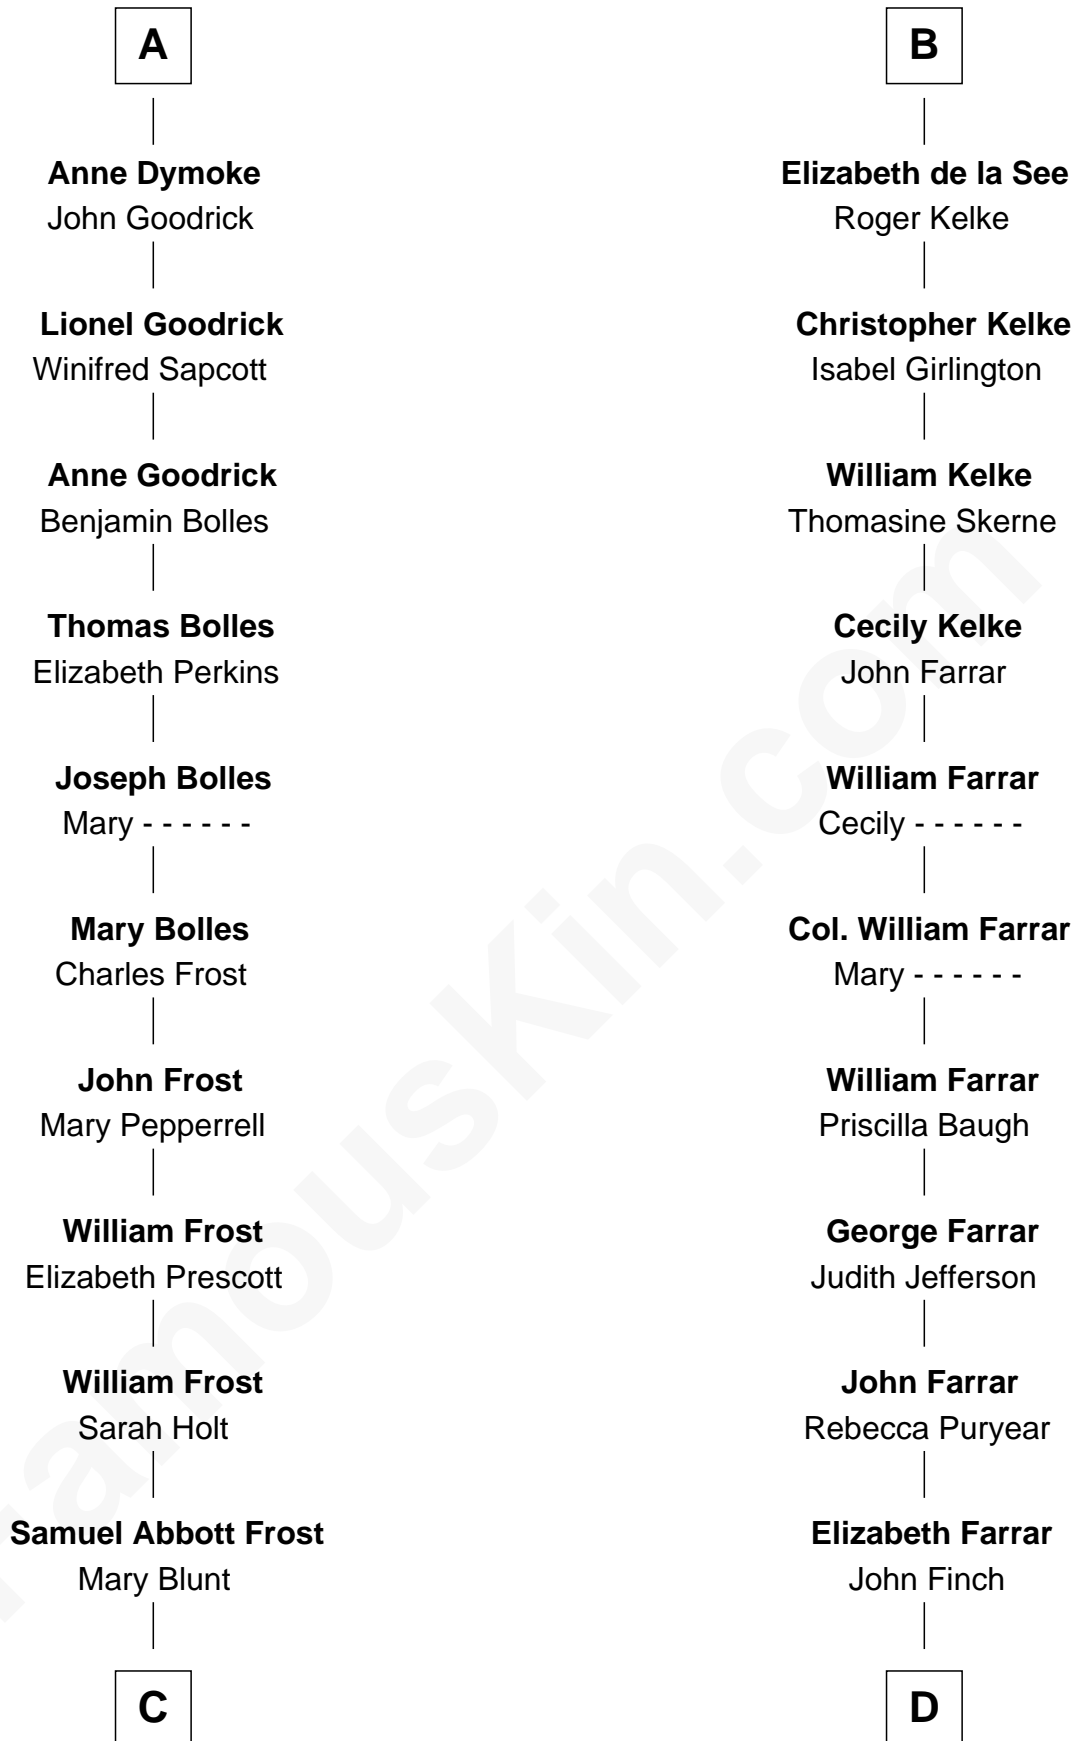 A
Anne Dymoke
John Goodrick
Lionel Goodrick
Winifred Sapcott
Anne Goodrick
Benjamin Bolles
Thomas Bolles
Elizabeth Perkins
Joseph Bolles
Mary - - - - - -
Mary Bolles
Charles Frost
John Frost
Mary Pepperrell
William Frost
Elizabeth Prescott
William Frost
Sarah Holt
Samuel Abbott Frost
Mary Blunt
C
B
Elizabeth de la See
Roger Kelke
Christopher Kelke
Isabel Girlington
William Kelke
Thomasine Skerne
Cecily Kelke
John Farrar
William Farrar
Cecily - - - - - -
Col. William Farrar
Mary - - - - - -
William Farrar
Priscilla Baugh
George Farrar
Judith Jefferson
John Farrar
Rebecca Puryear
Elizabeth Farrar
John Finch
D
FamousKin.com